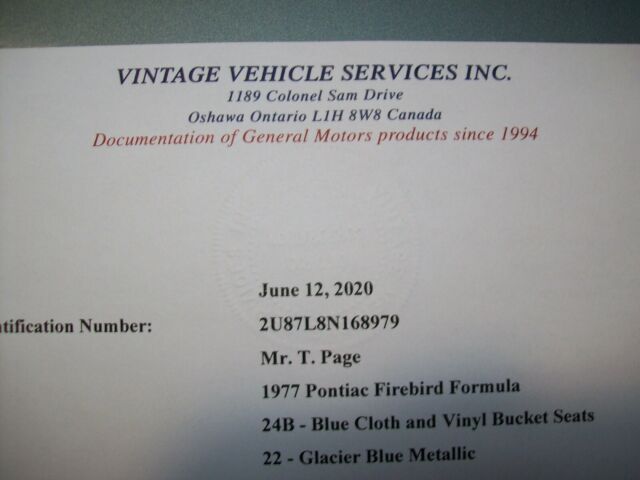 VINTAGE VEHICLE SERVICES INC.
1189 Colonel Sam Drive
Oshawa Ontario L1H 8W8 Canada
Documentation of General Motors products since 1994
June 12, 2020
ntification Number: 2U87L8N168979
Mr. T. Page
1977 Pontiac Firebird Formula
24B - Blue Cloth and Vinyl Bucket Seats
22 - Glacier Blue Metallic